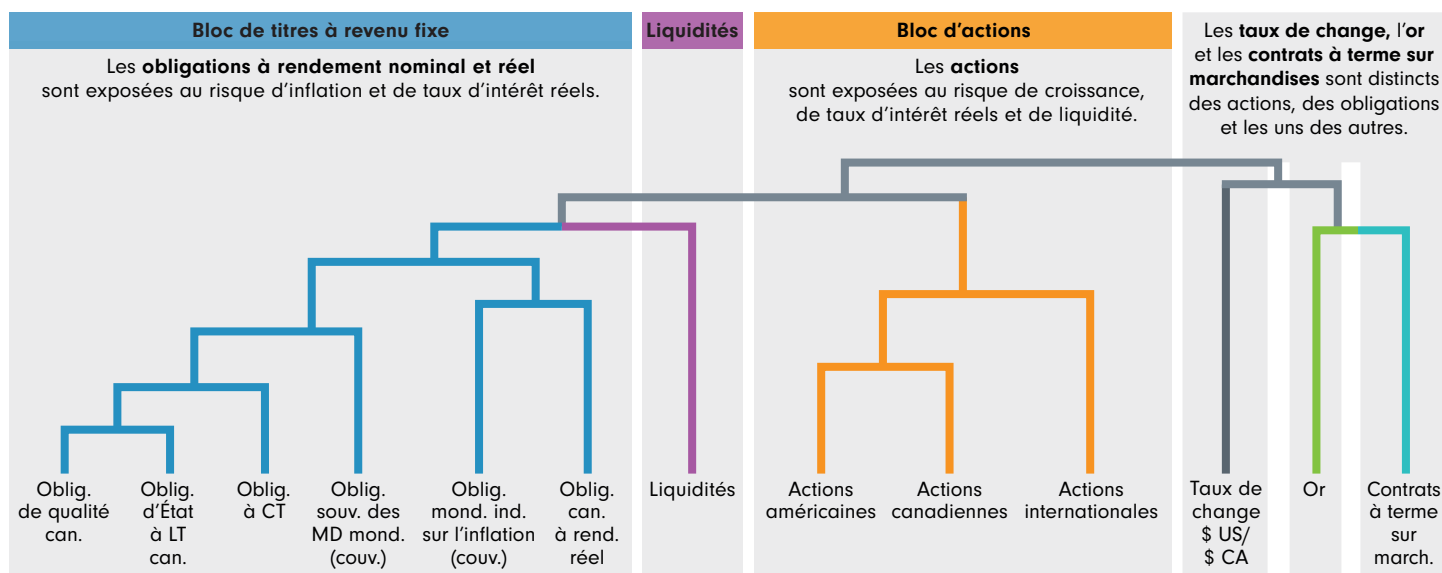 Bloc de titres à revenu fixe
Les obligations à rendement nominal et réel
sont exposées au risque d'inflation et de taux d'intérêt réels.
Liquidités
Bloc d'actions
Les actions
sont exposées au risque de croissance,
de taux d'intérêt réels et de liquidité.
Les taux de change, l'or
et les contrats à terme sur
marchandises sont distincts
des actions, des obligations
et les uns des autres.
Oblig.
de qualité
can.
Oblig.
d'État
à LT
can.
Oblig.
à CT
Oblig.
souv. des
MD mond.
(couv.)
Oblig.
mond. ind.
sur l'inflation
(couv.)
Oblig.
can.
à rend.
réel
Liquidités
Actions
américaines
Actions
canadiennes
Actions
internationales
Taux de
change
$ US/
$ CA
Or
Contrats
à terme
sur
march.